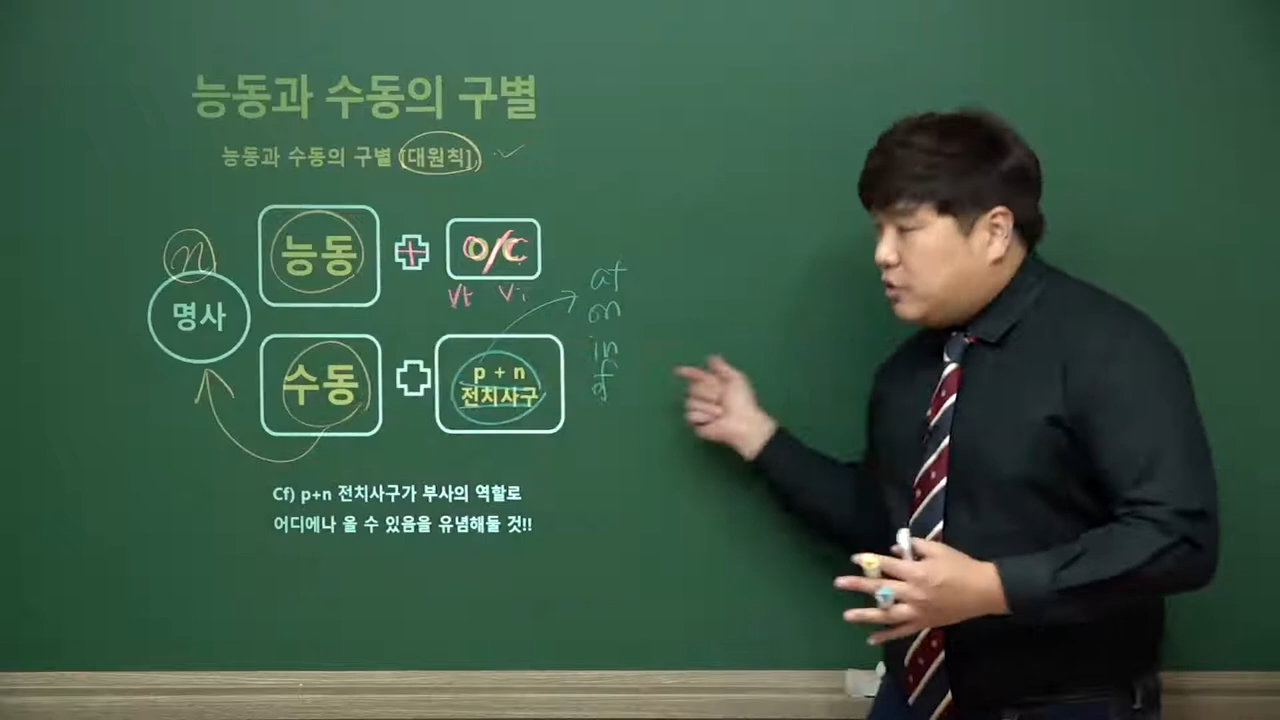 능동과 수동의 구별
능동과 수동의 구별 [대원칙]
n
명사
능동
O/C
Vt Vi
수동
p + n
전치사구
at
on
in
of
Cf) p+n 전치사구가 부사의 역할로
어디에나 올 수 있음을 유념해둘 것!!